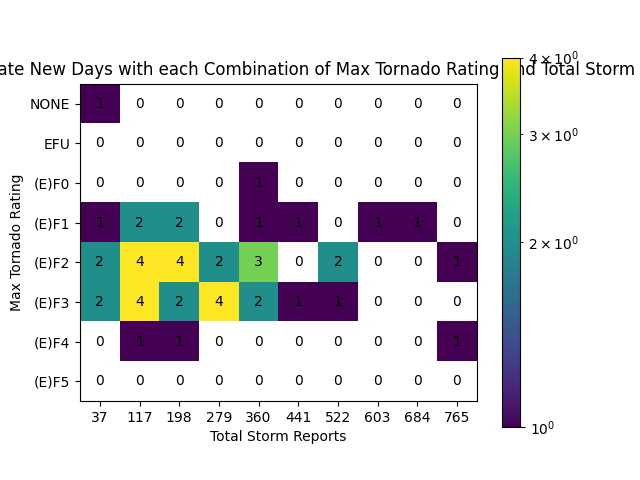 ate New Days with each Combination of Max Tornado Rating and Total Storm
NONE 1 0 0 0 0 0 0 0 0 0
EFU 0 0 0 0 0 0 0 0 0 0
(E)F0 0 0 0 0 1 0 0 0 0 0
(E)F1 1 2 2 0 1 1 0 1 1 0
(E)F2 2 4 4 2 3 0 2 0 0 1
(E)F3 2 4 2 4 2 1 1 0 0 0
(E)F4 0 1 1 0 0 0 0 0 0 1
(E)F5 0 0 0 0 0 0 0 0 0 0
37 117 198 279 360 441 522 603 684 765
Total Storm Reports
Max Tornado Rating
4 × 10⁰
3 × 10⁰
2 × 10⁰
10⁰